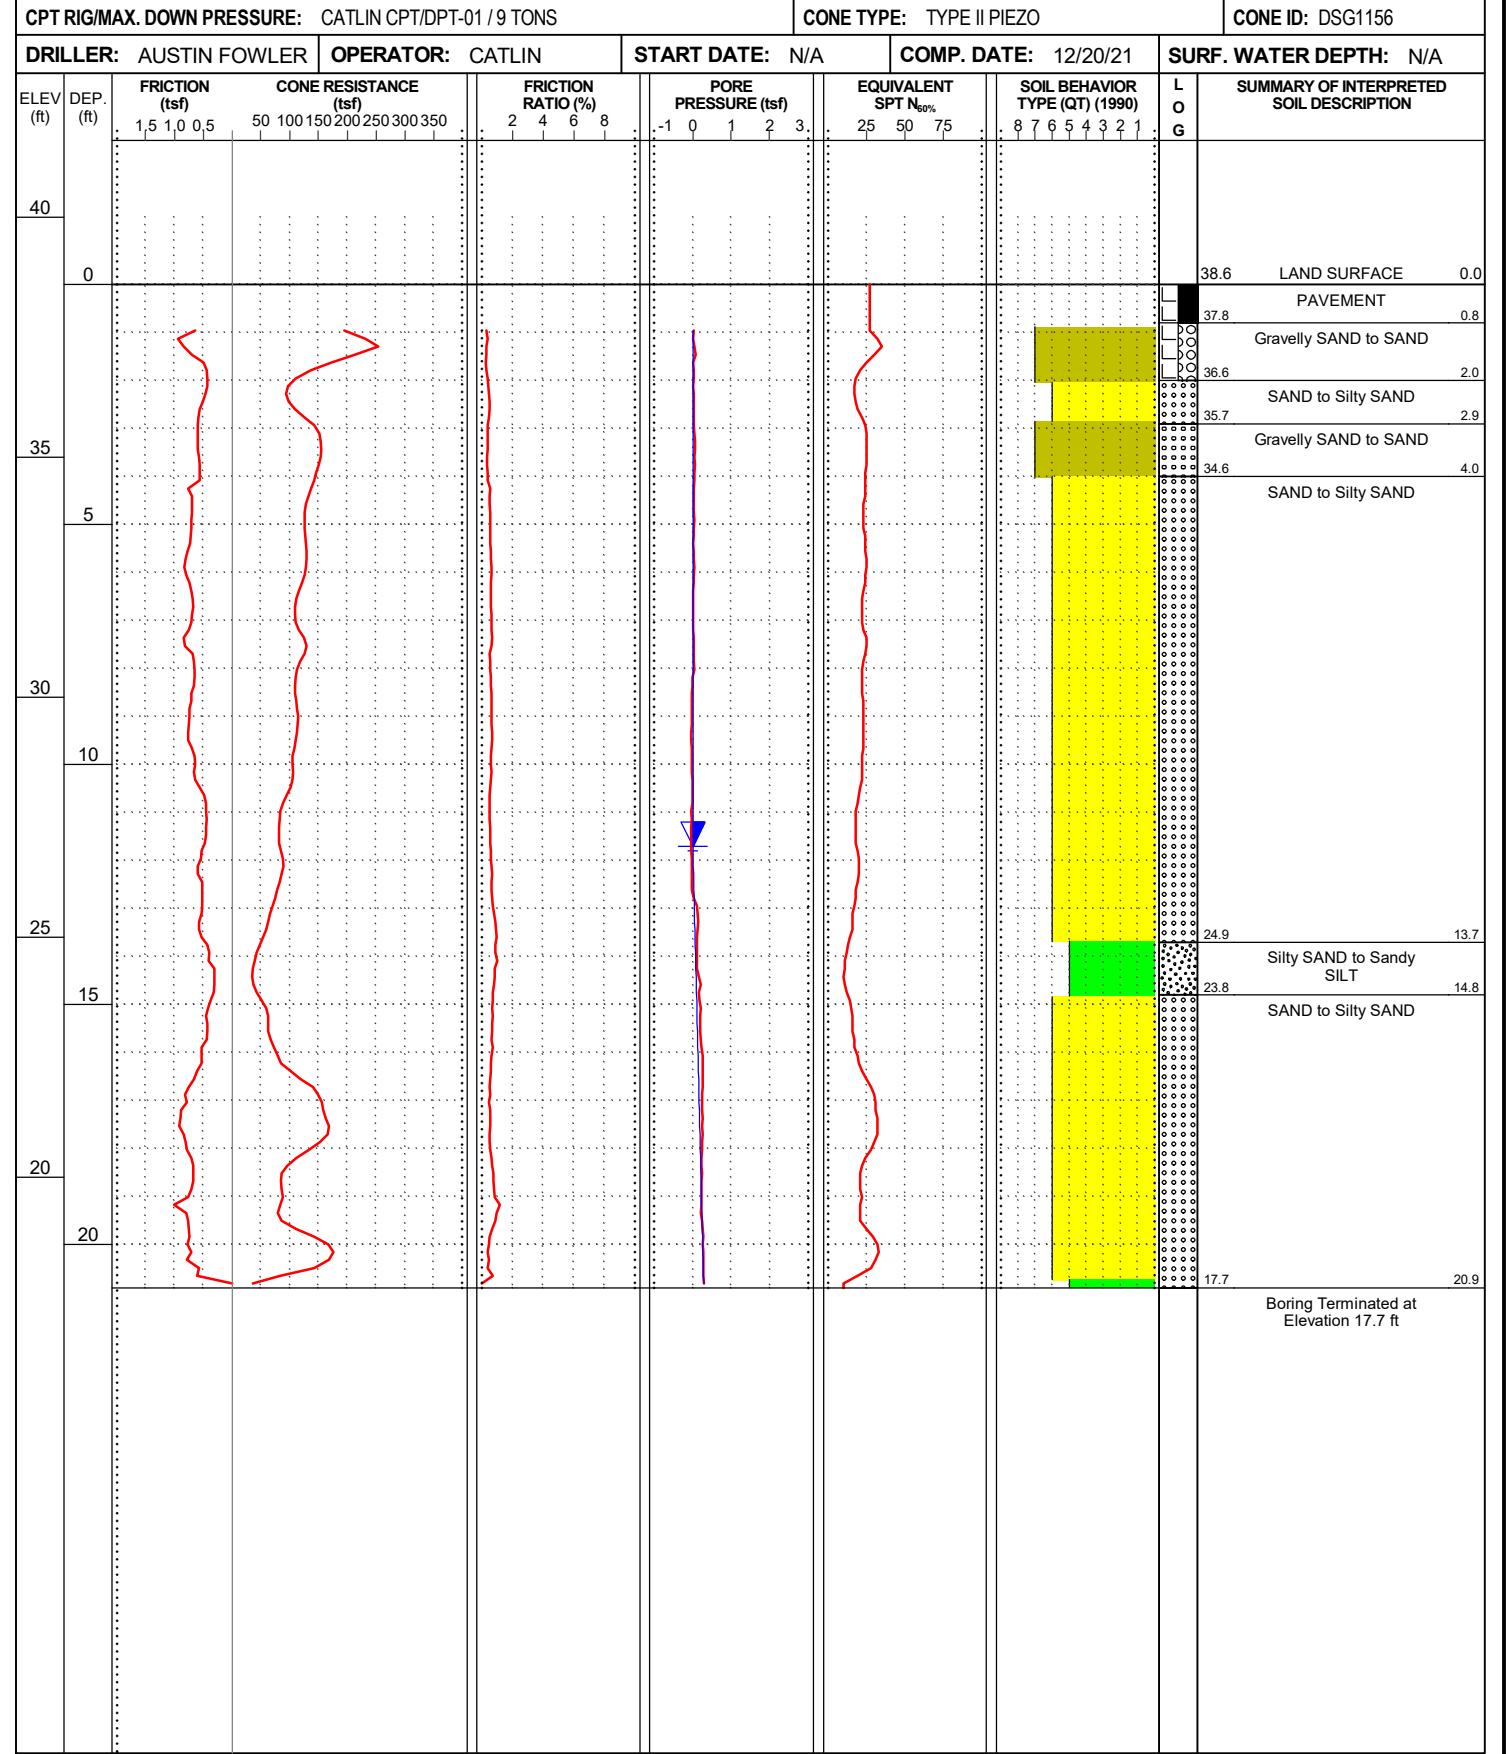 CPT RIG/MAX. DOWN PRESSURE: CATLIN CPT/DPT-01 / 9 TONS CONE TYPE: TYPE II PIEZO CONE ID: DSG1156
DRILLER: AUSTIN FOWLER OPERATOR: CATLIN START DATE: N/A COMP. DATE: 12/20/21 SURF. WATER DEPTH: N/A
ELEV (ft)
DEP. (ft)
FRICTION (tsf)
1.5 1.0 0.5
CONE RESISTANCE (tsf)
50 100 150 200 250 300 350
FRICTION RATIO (%)
2 4 6 8
PORE PRESSURE (tsf)
-1 0 1 2 3
EQUIVALENT SPT N60%
25 50 75
SOIL BEHAVIOR TYPE (QT) (1990)
8 7 6 5 4 3 2 1
L
O
G
SUMMARY OF INTERPRETED SOIL DESCRIPTION
40
0
38.6 LAND SURFACE 0.0
PAVEMENT
37.8 0.8
Gravelly SAND to SAND
36.6 2.0
SAND to Silty SAND
35.7 2.9
Gravelly SAND to SAND
35
34.6 4.0
SAND to Silty SAND
5
30
10
25
24.9 13.7
Silty SAND to Sandy
SILT
23.8 14.8
15
SAND to Silty SAND
20
20
17.7 20.9
Boring Terminated at
Elevation 17.7 ft